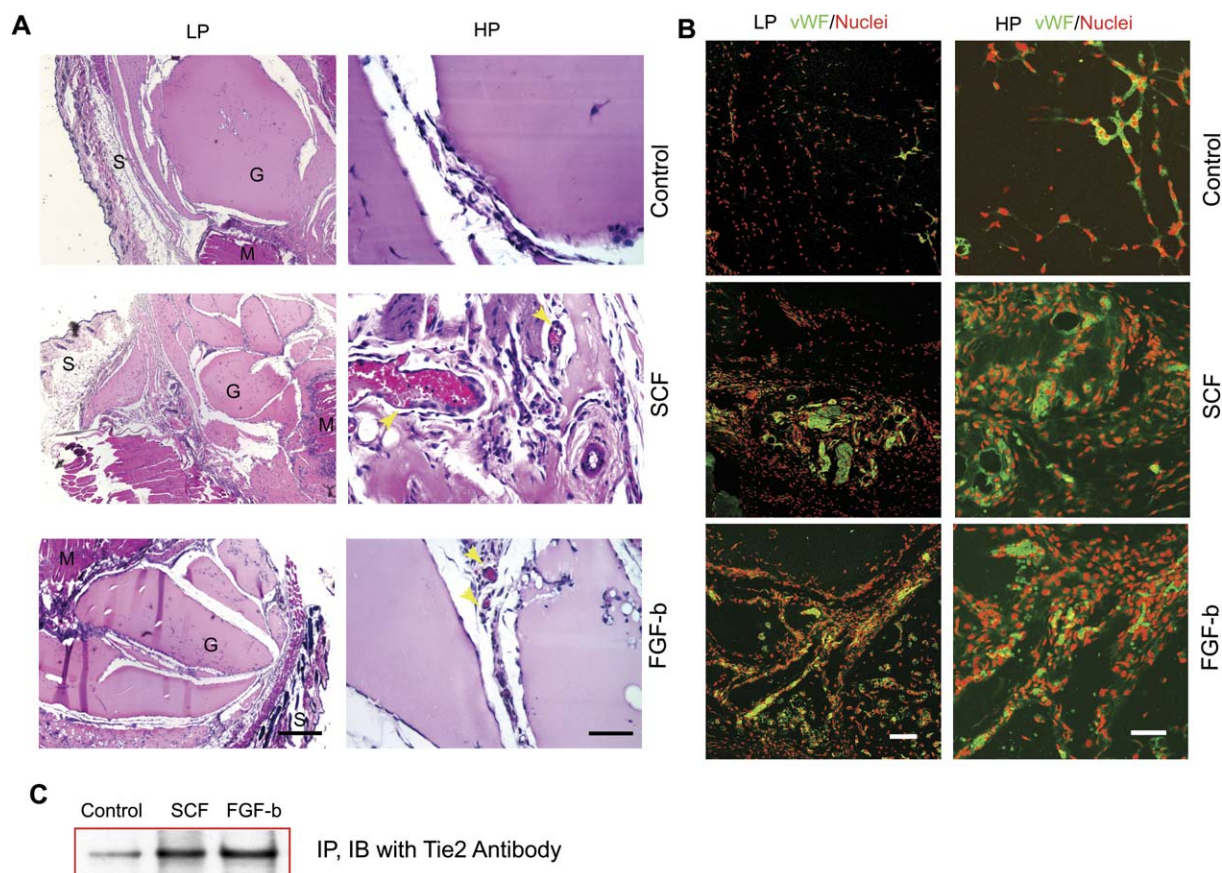 A
LP
HP
S
G
M
Control
S
G
M
SCF
M
G
S
FGF-b
B
LP vWF/Nuclei
HP vWF/Nuclei
Control
SCF
FGF-b
C
Control SCF FGF-b
IP, IB with Tie2 Antibody